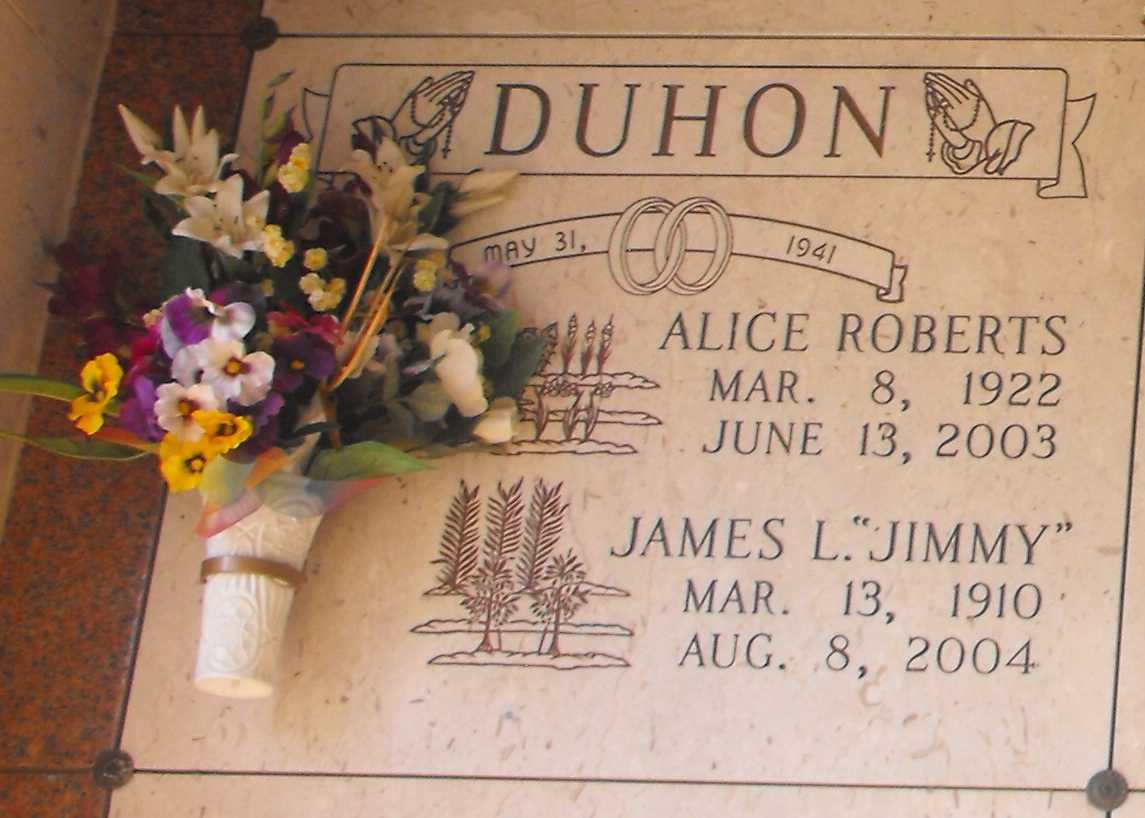 DUHON
MAY 31, 1941
ALICE ROBERTS
MAR. 8, 1922
JUNE 13, 2003
JAMES L. "JIMMY"
MAR. 13, 1910
AUG. 8, 2004